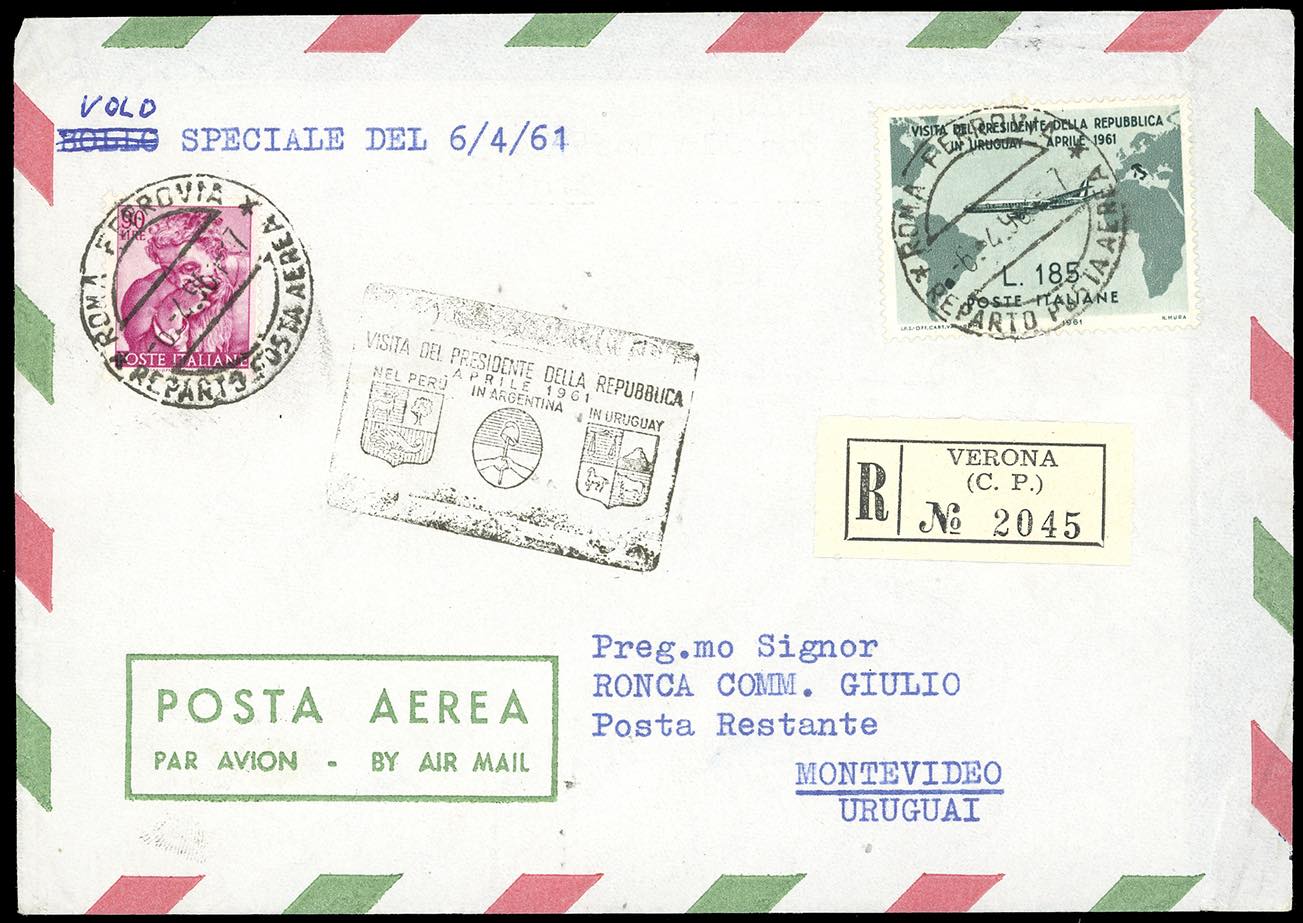 VOLO
BOLLO SPECIALE DEL 6/4/61
ROMA FERROVIA
REPARTO POSTA AEREA
90
LIRE
POSTE ITALIANE
VISITA DEL PRESIDENTE DELLA REPUBBLICA
IN URUGUAY APRILE 1961
ROMA FERROVIA
REPARTO POSTA AEREA
L. 185
POSTE ITALIANE
1961
R. MURA
VISITA DEL PRESIDENTE DELLA REPUBBLICA
APRILE 1961
NEL PERÙ
IN ARGENTINA
IN URUGUAY
R
VERONA
(C. P.)
No 2045
POSTA AEREA
PAR AVION - BY AIR MAIL
Preg.mo Signor
RONCA COMM. GIULIO
Posta Restante
MONTEVIDEO
URUGUAI